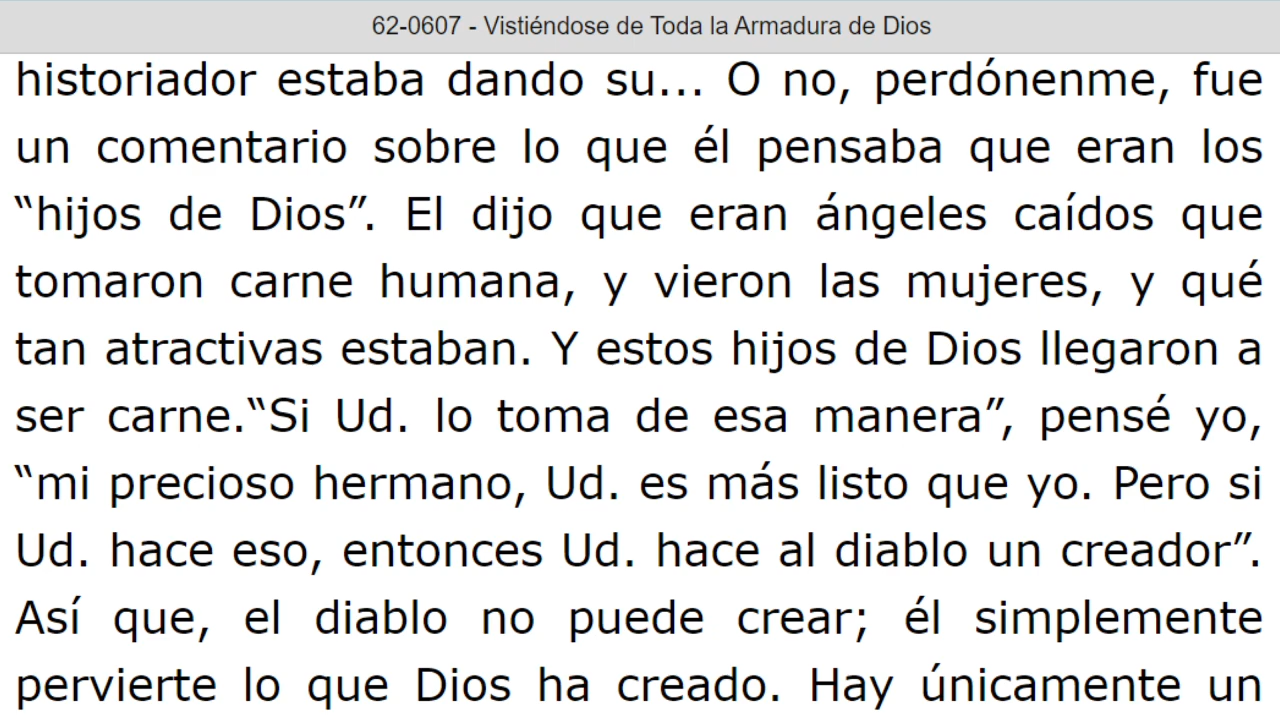 62-0607 - Vistiéndose de Toda la Armadura de Dios
historiador estaba dando su... O no, perdónenme, fue
un comentario sobre lo que él pensaba que eran los
“hijos de Dios”. El dijo que eran ángeles caídos que
tomaron carne humana, y vieron las mujeres, y qué
tan atractivas estaban. Y estos hijos de Dios llegaron a
ser carne.“Si Ud. lo toma de esa manera”, pensé yo,
“mi precioso hermano, Ud. es más listo que yo. Pero si
Ud. hace eso, entonces Ud. hace al diablo un creador”.
Así que, el diablo no puede crear; él simplemente
pervierte lo que Dios ha creado. Hay únicamente un